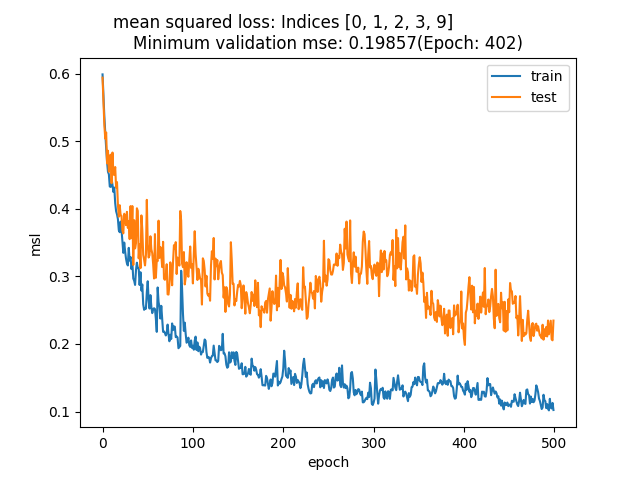 mean squared loss: Indices [0, 1, 2, 3, 9]
Minimum validation mse: 0.19857(Epoch: 402)
train
test
0.6
0.5
0.4
0.3
0.2
0.1
msl
0 100 200 300 400 500
epoch